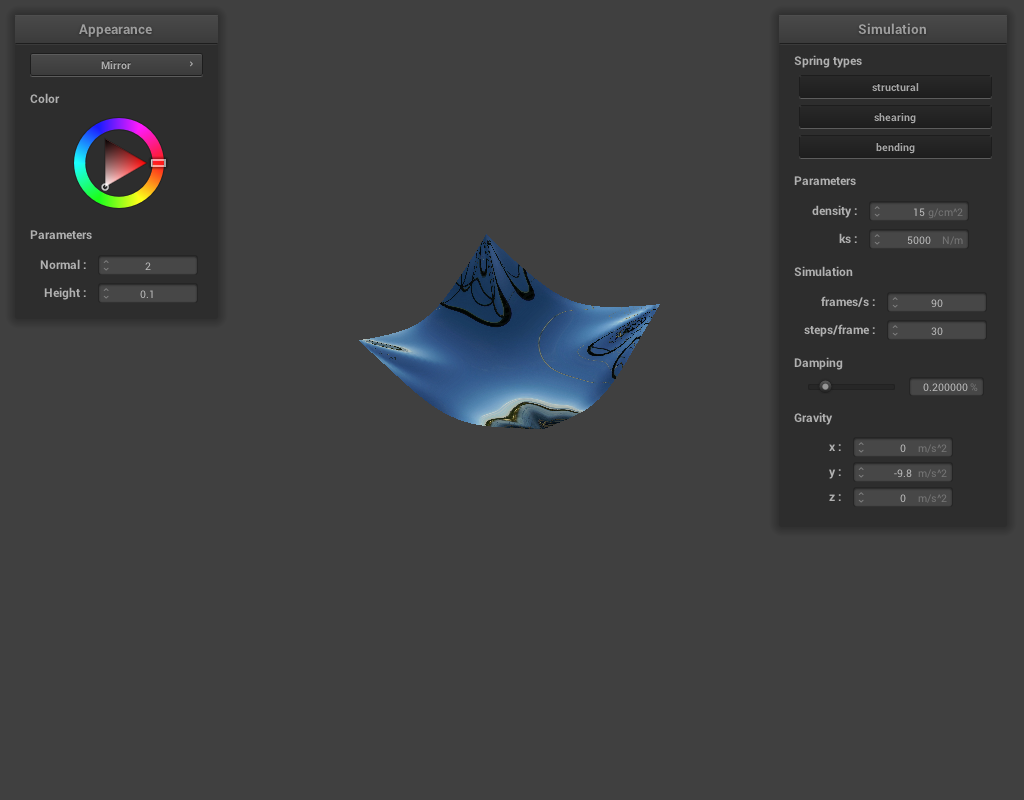 Appearance
Mirror
Color
Parameters
Normal : 2
Height : 0.1
Simulation
Spring types
structural
shearing
bending
Parameters
density : 15 g/cm^2
ks : 5000 N/m
Simulation
frames/s : 90
steps/frame : 30
Damping
0.200000 %
Gravity
x : 0 m/s^2
y : -9.8 m/s^2
z : 0 m/s^2